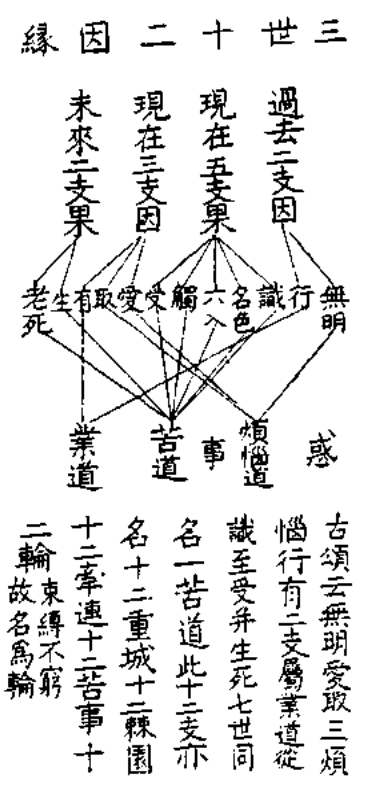 三世十二因緣
過去二支因
現在五支果
現在三支因
未來二支果
無明
行
識
名色
六入
觸
受
愛
取
有
生
老死
惑
煩惱道
事
苦道
業道
古頌云無明愛取三煩
惱行有二支屬業道從
識至受并生死七世同
名一苦道此十二支亦
名十二重城十二棘園
十二牽連十二苦事十
二輪束縛不窮
故名為輪